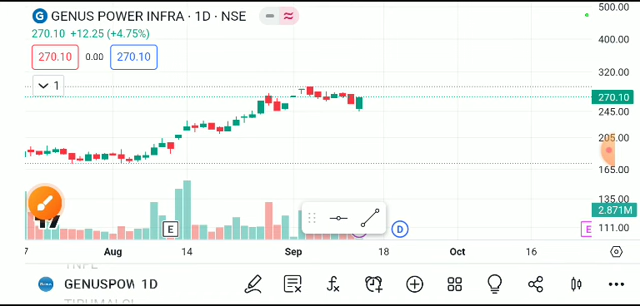 G GENUS POWER INFRA · 1D · NSE
270.10 +12.25 (+4.75%)
270.10 0.00 270.10
1
500.00
400.00
320.00
270.10
245.00
205.00
165.00
135.00
2.871M
111.00
E D E
7 Aug 14 Sep 18 Oct 16
GENUSPOW 1D